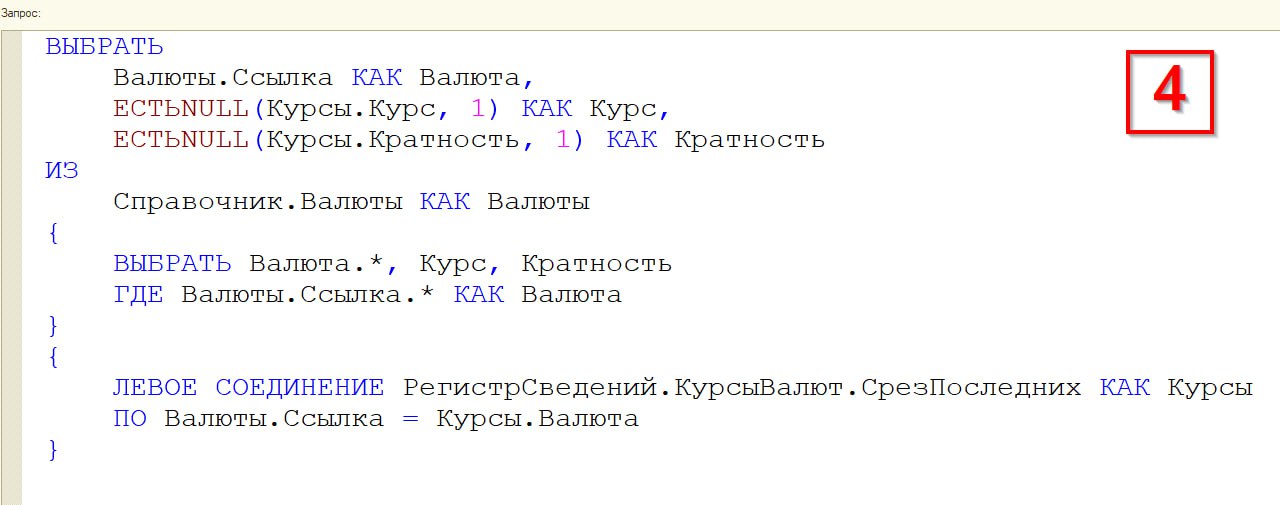 Запрос:
ВЫБРАТЬ
Валюты.Ссылка КАК Валюта,
ЕСТЬNULL(Курсы.Курс, 1) КАК Курс,
ЕСТЬNULL(Курсы.Кратность, 1) КАК Кратность
ИЗ
Справочник.Валюты КАК Валюты
{
ВЫБРАТЬ Валюта.*, Курс, Кратность
ГДЕ Валюты.Ссылка.* КАК Валюта
}
{
ЛЕВОЕ СОЕДИНЕНИЕ РегистрСведений.КурсыВалют.СрезПоследних КАК Курсы
ПО Валюты.Ссылка = Курсы.Валюта
}
4